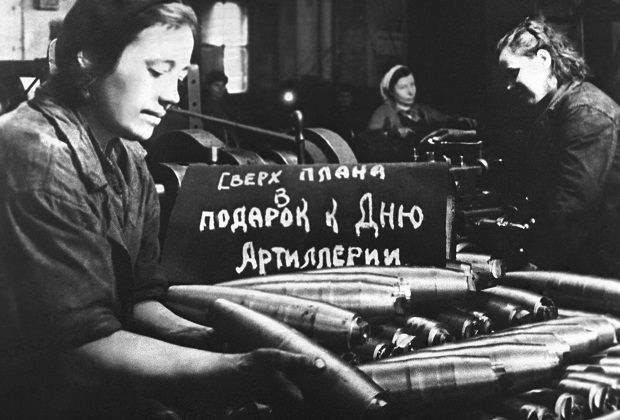 Сверх плана
в
подарок к Дню
Артиллерии